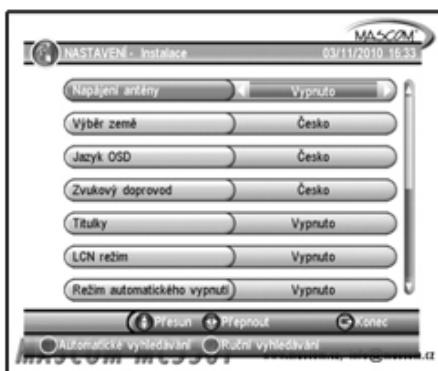 MASCOM
NASTAVENÍ - Instalace 03/11/2010 16:33
Napájení antény Vypnuto
Výběr země Česko
Jazyk OSD Česko
Zvukový doprovod Česko
Titulky Vypnuto
LCN režim Vypnuto
Režim automatického vypnutí Vypnuto
Přesun Přepnout Konec
Automatické vyhledávání Ruční vyhledávání
MASCOM